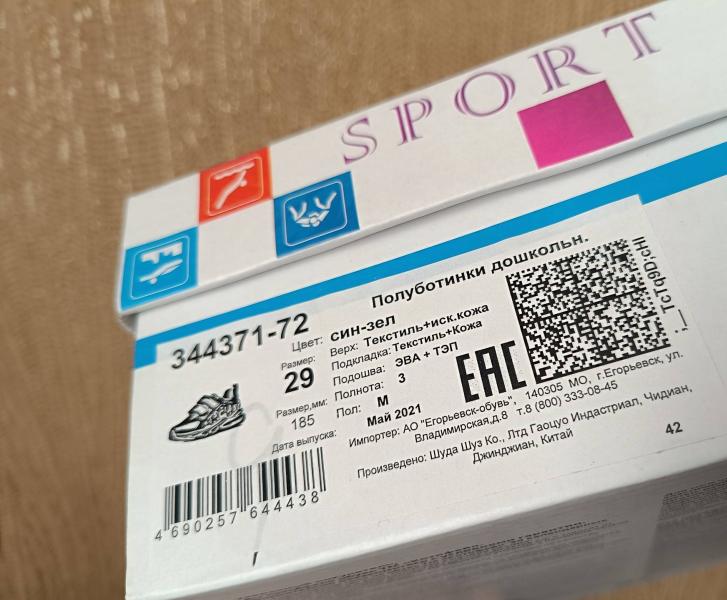 SPORT
Полуботинки дошкольн.
344371-72
Цвет: син-зел
Размер: 29
Верх: Текстиль+иск.кожа
Подкладка: Текстиль+Кожа
Подошва: ЭВА + ТЭП
Полнота: 3
Размер,мм: 185
Пол: М
Дата выпуска: Май 2021
EAC
Импортер: АО "Егорьевск-обувь", 140305 МО, г.Егорьевск, ул.
Владимирская,д.8 т.8 (800) 333-08-45
Произведено: Шуда Шуз Ко., Лтд Гаоцуо Индастриал, Чидиан,
Джинджиан, Китай
42
4 690257 644438